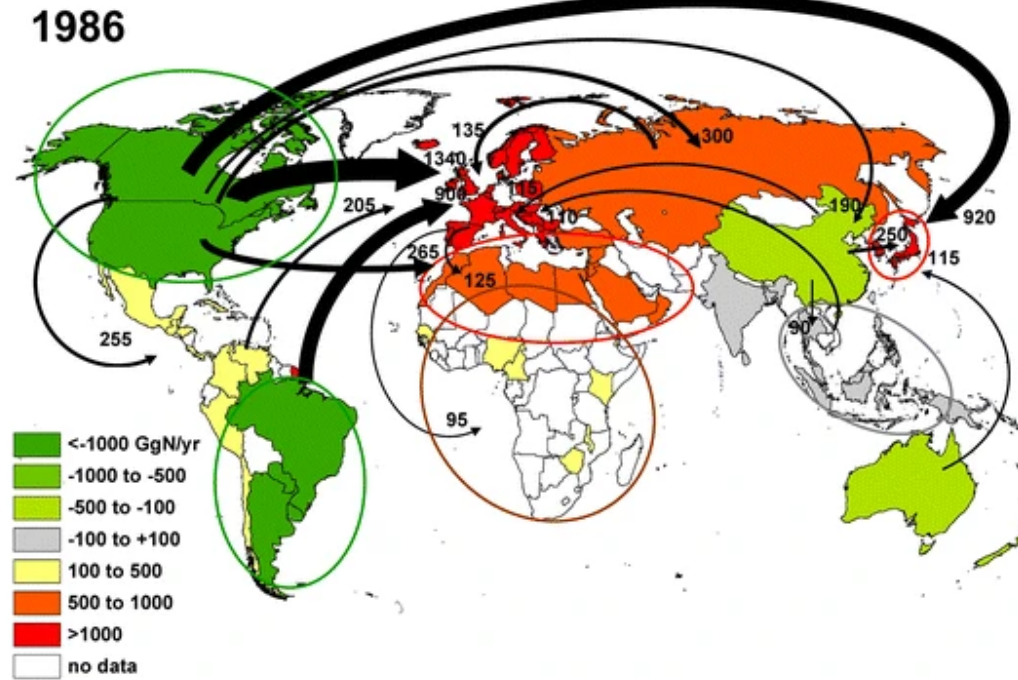 1986
135
300
1340
900
115
205
110
190
920
250
115
265
125
90
255
95
<-1000 GgN/yr
-1000 to -500
-500 to -100
-100 to +100
100 to 500
500 to 1000
>1000
no data